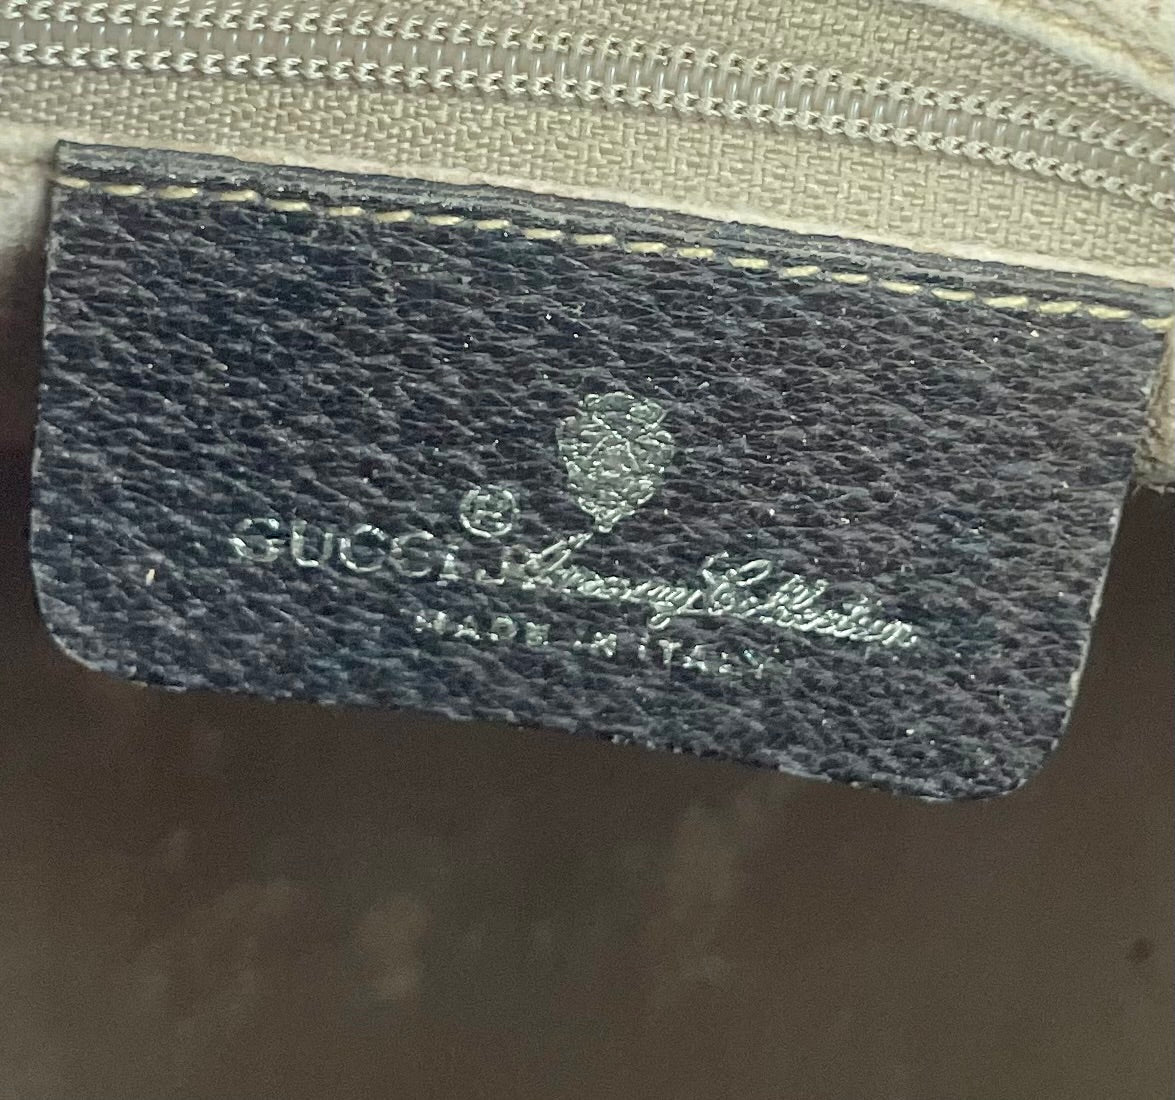 GUCCI ® Accessory Collection
MADE IN ITALY